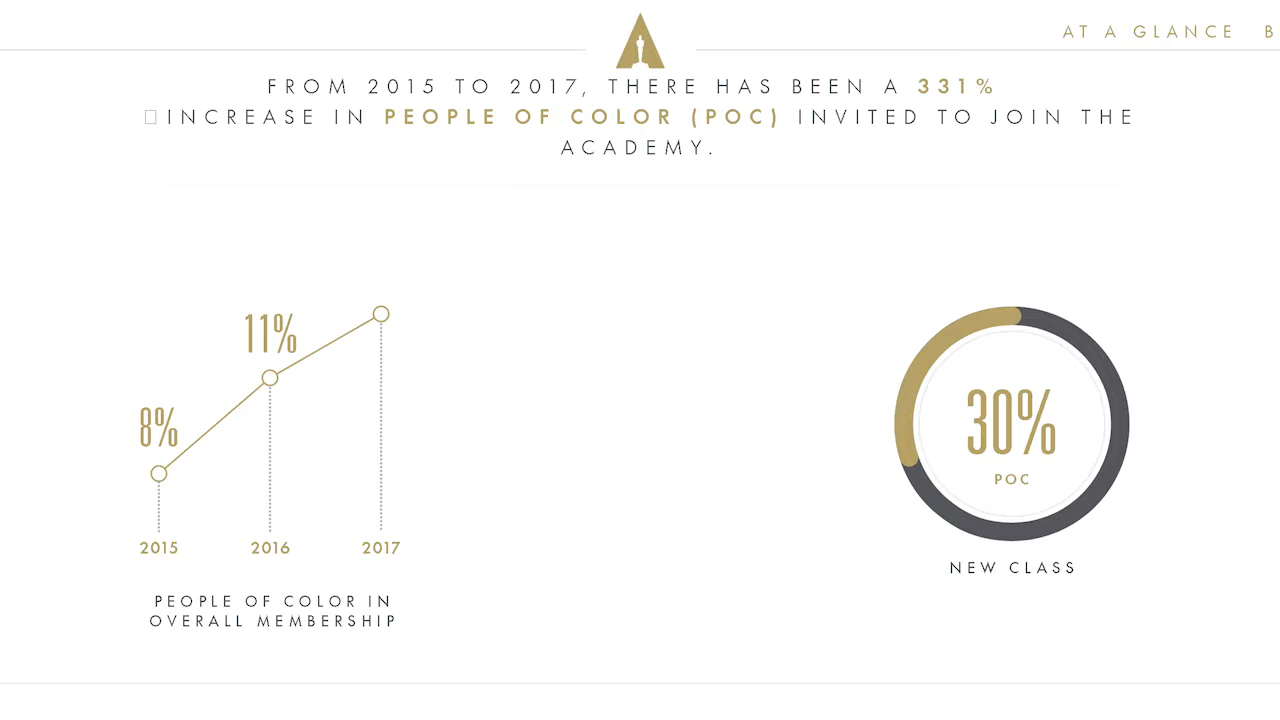 AT A GLANCE B
FROM 2015 TO 2017, THERE HAS BEEN A 331%
INCREASE IN PEOPLE OF COLOR (POC) INVITED TO JOIN THE
ACADEMY.
11%
8%
2015 2016 2017
PEOPLE OF COLOR IN
OVERALL MEMBERSHIP
30%
POC
NEW CLASS